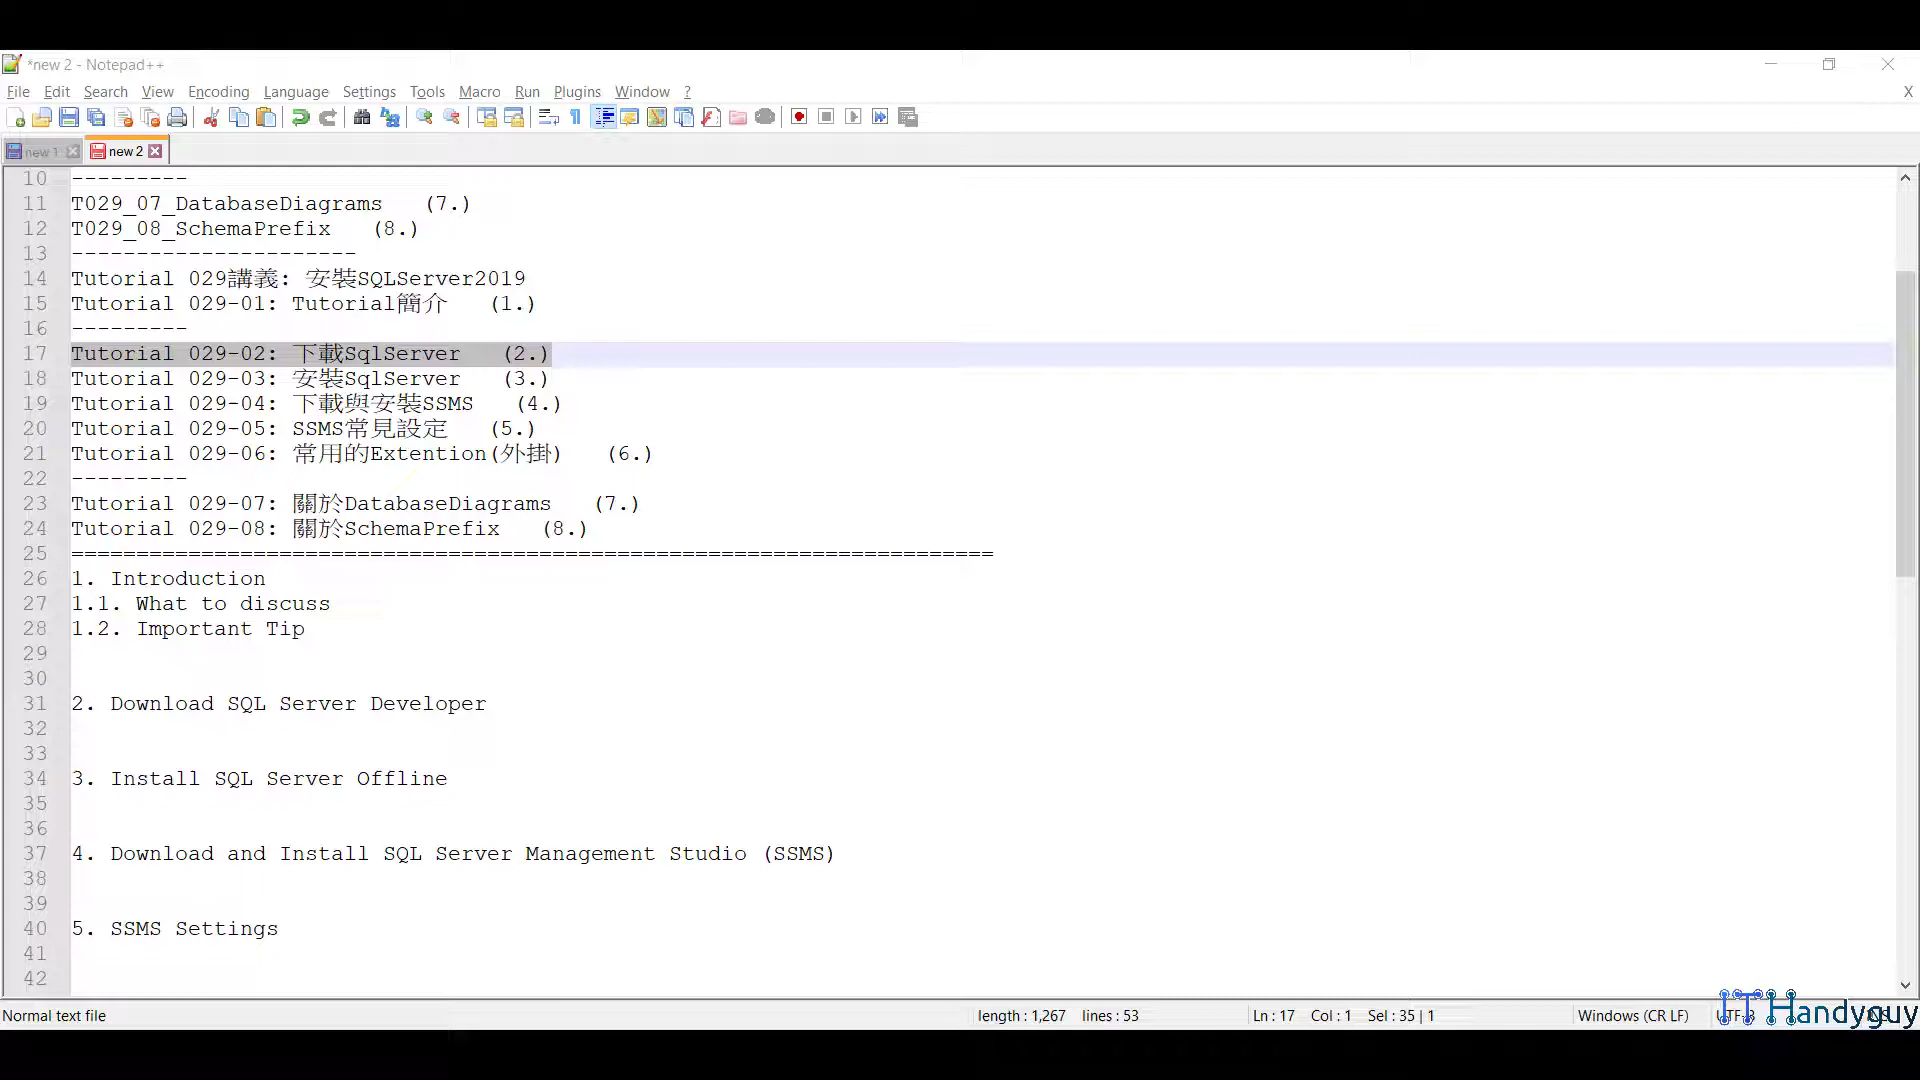 *new 2 - Notepad++
File Edit Search View Encoding Language Settings Tools Macro Run Plugins Window ? X
new 1 new 2
10 ---------
11 T029_07_DatabaseDiagrams (7.)
12 T029_08_SchemaPrefix (8.)
13 ----------------------
14 Tutorial 029講義: 安裝SQLServer2019
15 Tutorial 029-01: Tutorial簡介 (1.)
16 ---------
17 Tutorial 029-02: 下載SqlServer (2.)
18 Tutorial 029-03: 安裝SqlServer (3.)
19 Tutorial 029-04: 下載與安裝SSMS (4.)
20 Tutorial 029-05: SSMS常見設定 (5.)
21 Tutorial 029-06: 常用的Extention(外掛) (6.)
22 ---------
23 Tutorial 029-07: 關於DatabaseDiagrams (7.)
24 Tutorial 029-08: 關於SchemaPrefix (8.)
25 =======================================================================
26 1. Introduction
27 1.1. What to discuss
28 1.2. Important Tip
29
30
31 2. Download SQL Server Developer
32
33
34 3. Install SQL Server Offline
35
36
37 4. Download and Install SQL Server Management Studio (SSMS)
38
39
40 5. SSMS Settings
41
42
Normal text file length : 1,267 lines : 53 Ln : 17 Col : 1 Sel : 35 | 1 Windows (CR LF)
IT Handyguy